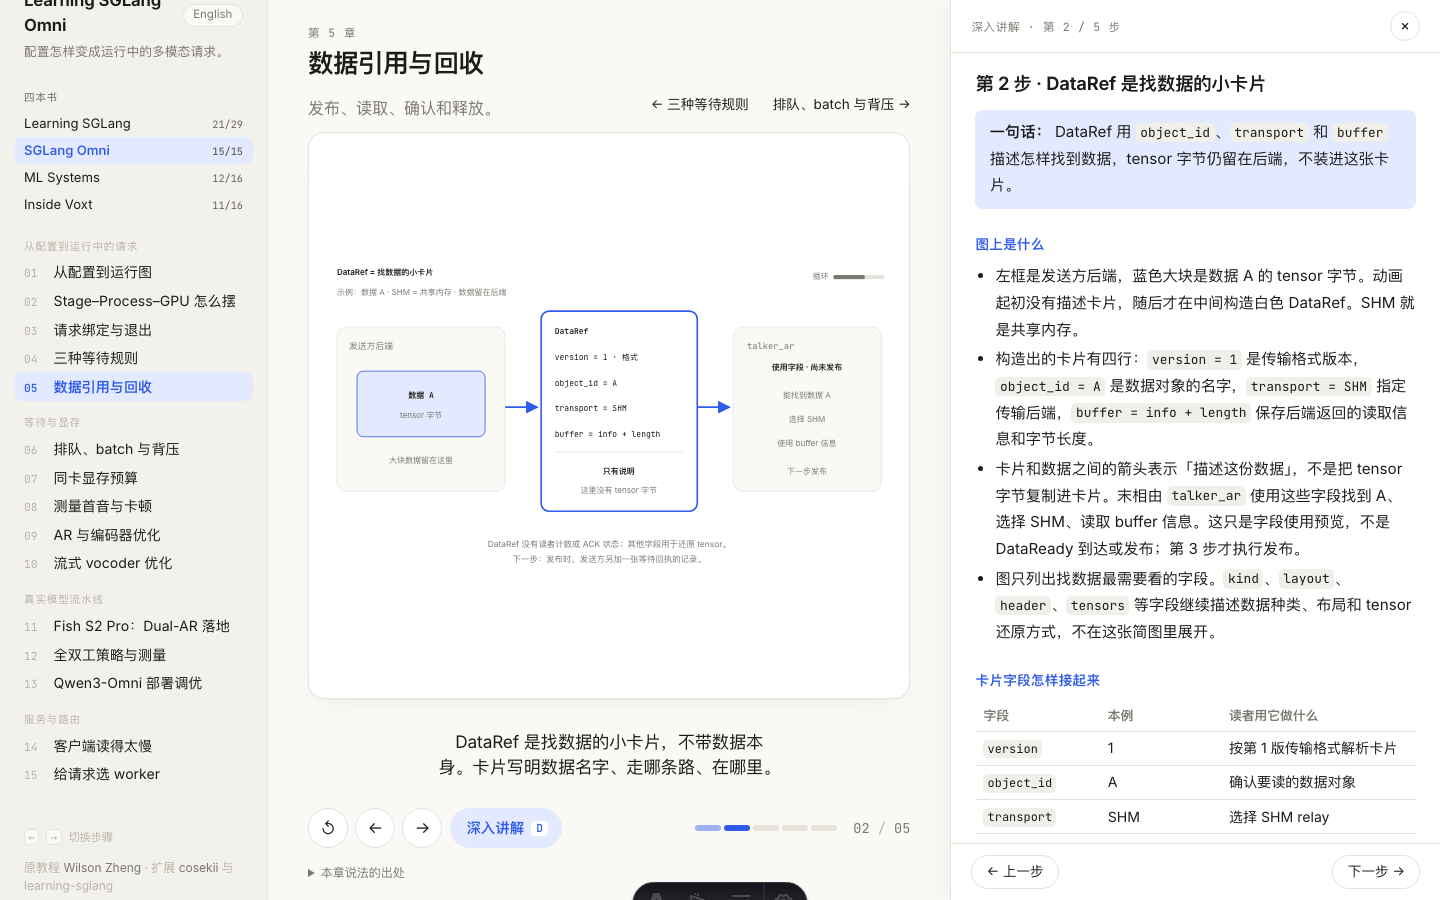 Learning SGLang
Omni
English
配置怎样变成运行中的多模态请求。
四本书
Learning SGLang 21/29
SGLang Omni 15/15
ML Systems 12/16
Inside Voxt 11/16
从配置到运行中的请求
01 从配置到运行图
02 Stage–Process–GPU 怎么摆
03 请求绑定与退出
04 三种等待规则
05 数据引用与回收
等待与显存
06 排队、batch 与背压
07 同卡显存预算
08 测量首音与卡顿
09 AR 与编码器优化
10 流式 vocoder 优化
真实模型流水线
11 Fish S2 Pro：Dual-AR 落地
12 全双工策略与测量
13 Qwen3-Omni 部署调优
服务与路由
14 客户端读得太慢
15 给请求选 worker
← → 切换步骤
原教程 Wilson Zheng · 扩展 cosekii 与
learning-sglang
第 5 章
数据引用与回收
发布、读取、确认和释放。
← 三种等待规则 排队、batch 与背压 →
DataRef = 找数据的小卡片
示例：数据 A · SHM = 共享内存 · 数据留在后端
循环
发送方后端
数据 A
tensor 字节
大块数据留在这里
DataRef
version = 1 · 格式
object_id = A
transport = SHM
buffer = info + length
只有说明
这里没有 tensor 字节
talker_ar
使用字段 · 尚未发布
能找到数据 A
选择 SHM
使用 buffer 信息
下一步发布
DataRef 没有读者计数或 ACK 状态；其他字段用于还原 tensor。
下一步：发布时，发送方另加一张等待回执的记录。
DataRef 是找数据的小卡片，不带数据本
身。卡片写明数据名字、走哪条路、在哪里。
← → 深入讲解 D 02 / 05
▶ 本章说法的出处
深入讲解 · 第 2 / 5 步
×
第 2 步 · DataRef 是找数据的小卡片
一句话： DataRef 用 object_id、transport 和 buffer
描述怎样找到数据，tensor 字节仍留在后端，不装进这张卡
片。
图上是什么
• 左框是发送方后端，蓝色大块是数据 A 的 tensor 字节。动画
起初没有描述卡片，随后才在中间构造白色 DataRef。SHM 就
是共享内存。
• 构造出的卡片有四行：version = 1 是传输格式版本，
object_id = A 是数据对象的名字，transport = SHM 指定
传输后端，buffer = info + length 保存后端返回的读取信
息和字节长度。
• 卡片和数据之间的箭头表示「描述这份数据」，不是把 tensor
字节复制进卡片。末相由 talker_ar 使用这些字段找到 A、
选择 SHM、读取 buffer 信息。这只是字段使用预览，不是
DataReady 到达或发布；第 3 步才执行发布。
• 图只列出找数据最需要看的字段。kind、layout、
header、tensors 等字段继续描述数据种类、布局和 tensor
还原方式，不在这张简图里展开。
卡片字段怎样接起来
字段 本例 读者用它做什么
version 1 按第 1 版传输格式解析卡片
object_id A 确认要读的数据对象
transport SHM 选择 SHM relay
← 上一步 下一步 →